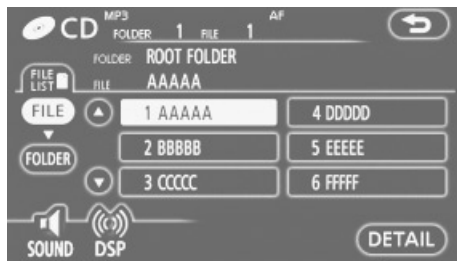 CD MP3 FOLDER 1 FILE 1 AF
FOLDER ROOT FOLDER
FILE LIST FILE AAAAA
FILE 1 AAAAA 4 DDDDD
FOLDER 2 BBBBB 5 EEEEE
3 CCCCC 6 FFFFF
SOUND DSP DETAIL